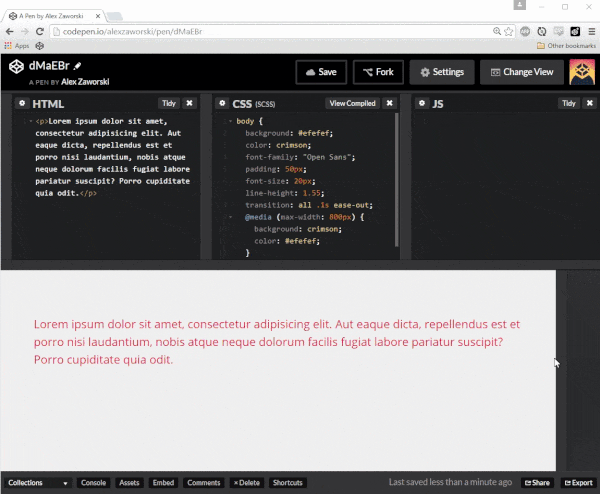 A Pen by Alex Zaworski
codepen.io/alexzaworski/pen/dMaEBr
Apps
Other bookmarks
dMaEBr
A PEN BY Alex Zaworski
Save
Fork
Settings
Change View
HTML
Tidy
CSS (SCSS)
View Compiled
JS
Tidy
<p>Lorem ipsum dolor sit amet,
consectetur adipisicing elit. Aut
eaque dicta, repellendus est et
porro nisi laudantium, nobis atque
neque dolorum facilis fugiat labore
pariatur suscipit? Porro cupiditate
quia odit.</p>
body {
background: #efefef;
color: crimson;
font-family: "Open Sans";
padding: 50px;
font-size: 20px;
line-height: 1.55;
transition: all .1s ease-out;
@media (max-width: 800px) {
background: crimson;
color: #efefef;
}
Lorem ipsum dolor sit amet, consectetur adipisicing elit. Aut eaque dicta, repellendus est et
porro nisi laudantium, nobis atque neque dolorum facilis fugiat labore pariatur suscipit?
Porro cupiditate quia odit.
Collections
Console
Assets
Embed
Comments
× Delete
Shortcuts
Last saved less than a minute ago
Share
Export